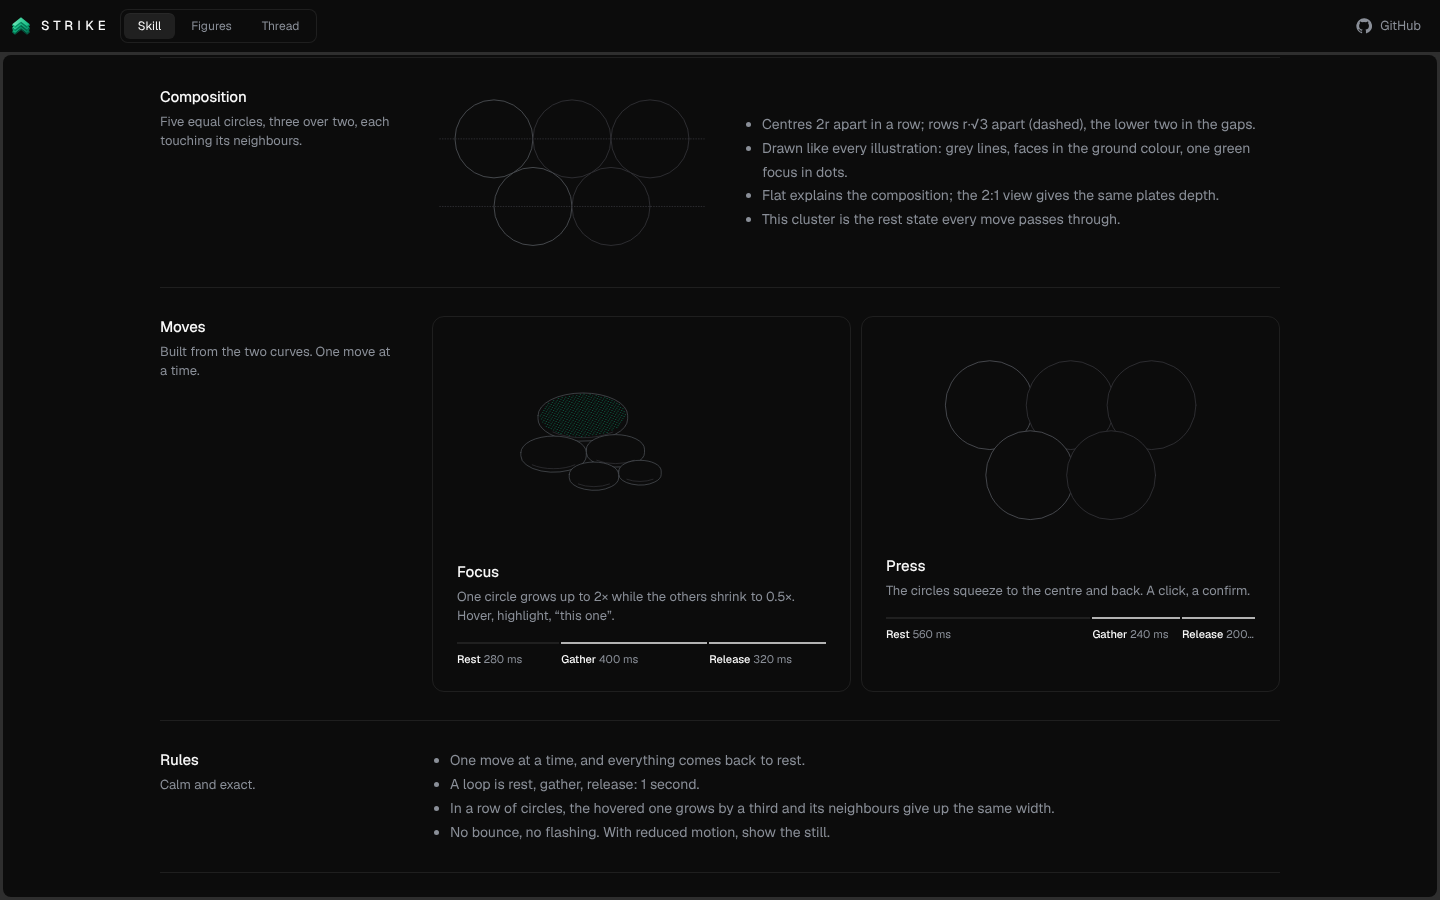 STRIKE
Skill
Figures
Thread
GitHub
Composition
Five equal circles, three over two, each
touching its neighbours.
Centres 2r apart in a row; rows r·√3 apart (dashed), the lower two in the gaps.
Drawn like every illustration: grey lines, faces in the ground colour, one green
focus in dots.
Flat explains the composition; the 2:1 view gives the same plates depth.
This cluster is the rest state every move passes through.
Moves
Built from the two curves. One move at
a time.
Focus
One circle grows up to 2× while the others shrink to 0.5×.
Hover, highlight, “this one”.
Rest 280 ms
Gather 400 ms
Release 320 ms
Press
The circles squeeze to the centre and back. A click, a confirm.
Rest 560 ms
Gather 240 ms
Release 200...
Rules
Calm and exact.
One move at a time, and everything comes back to rest.
A loop is rest, gather, release: 1 second.
In a row of circles, the hovered one grows by a third and its neighbours give up the same width.
No bounce, no flashing. With reduced motion, show the still.